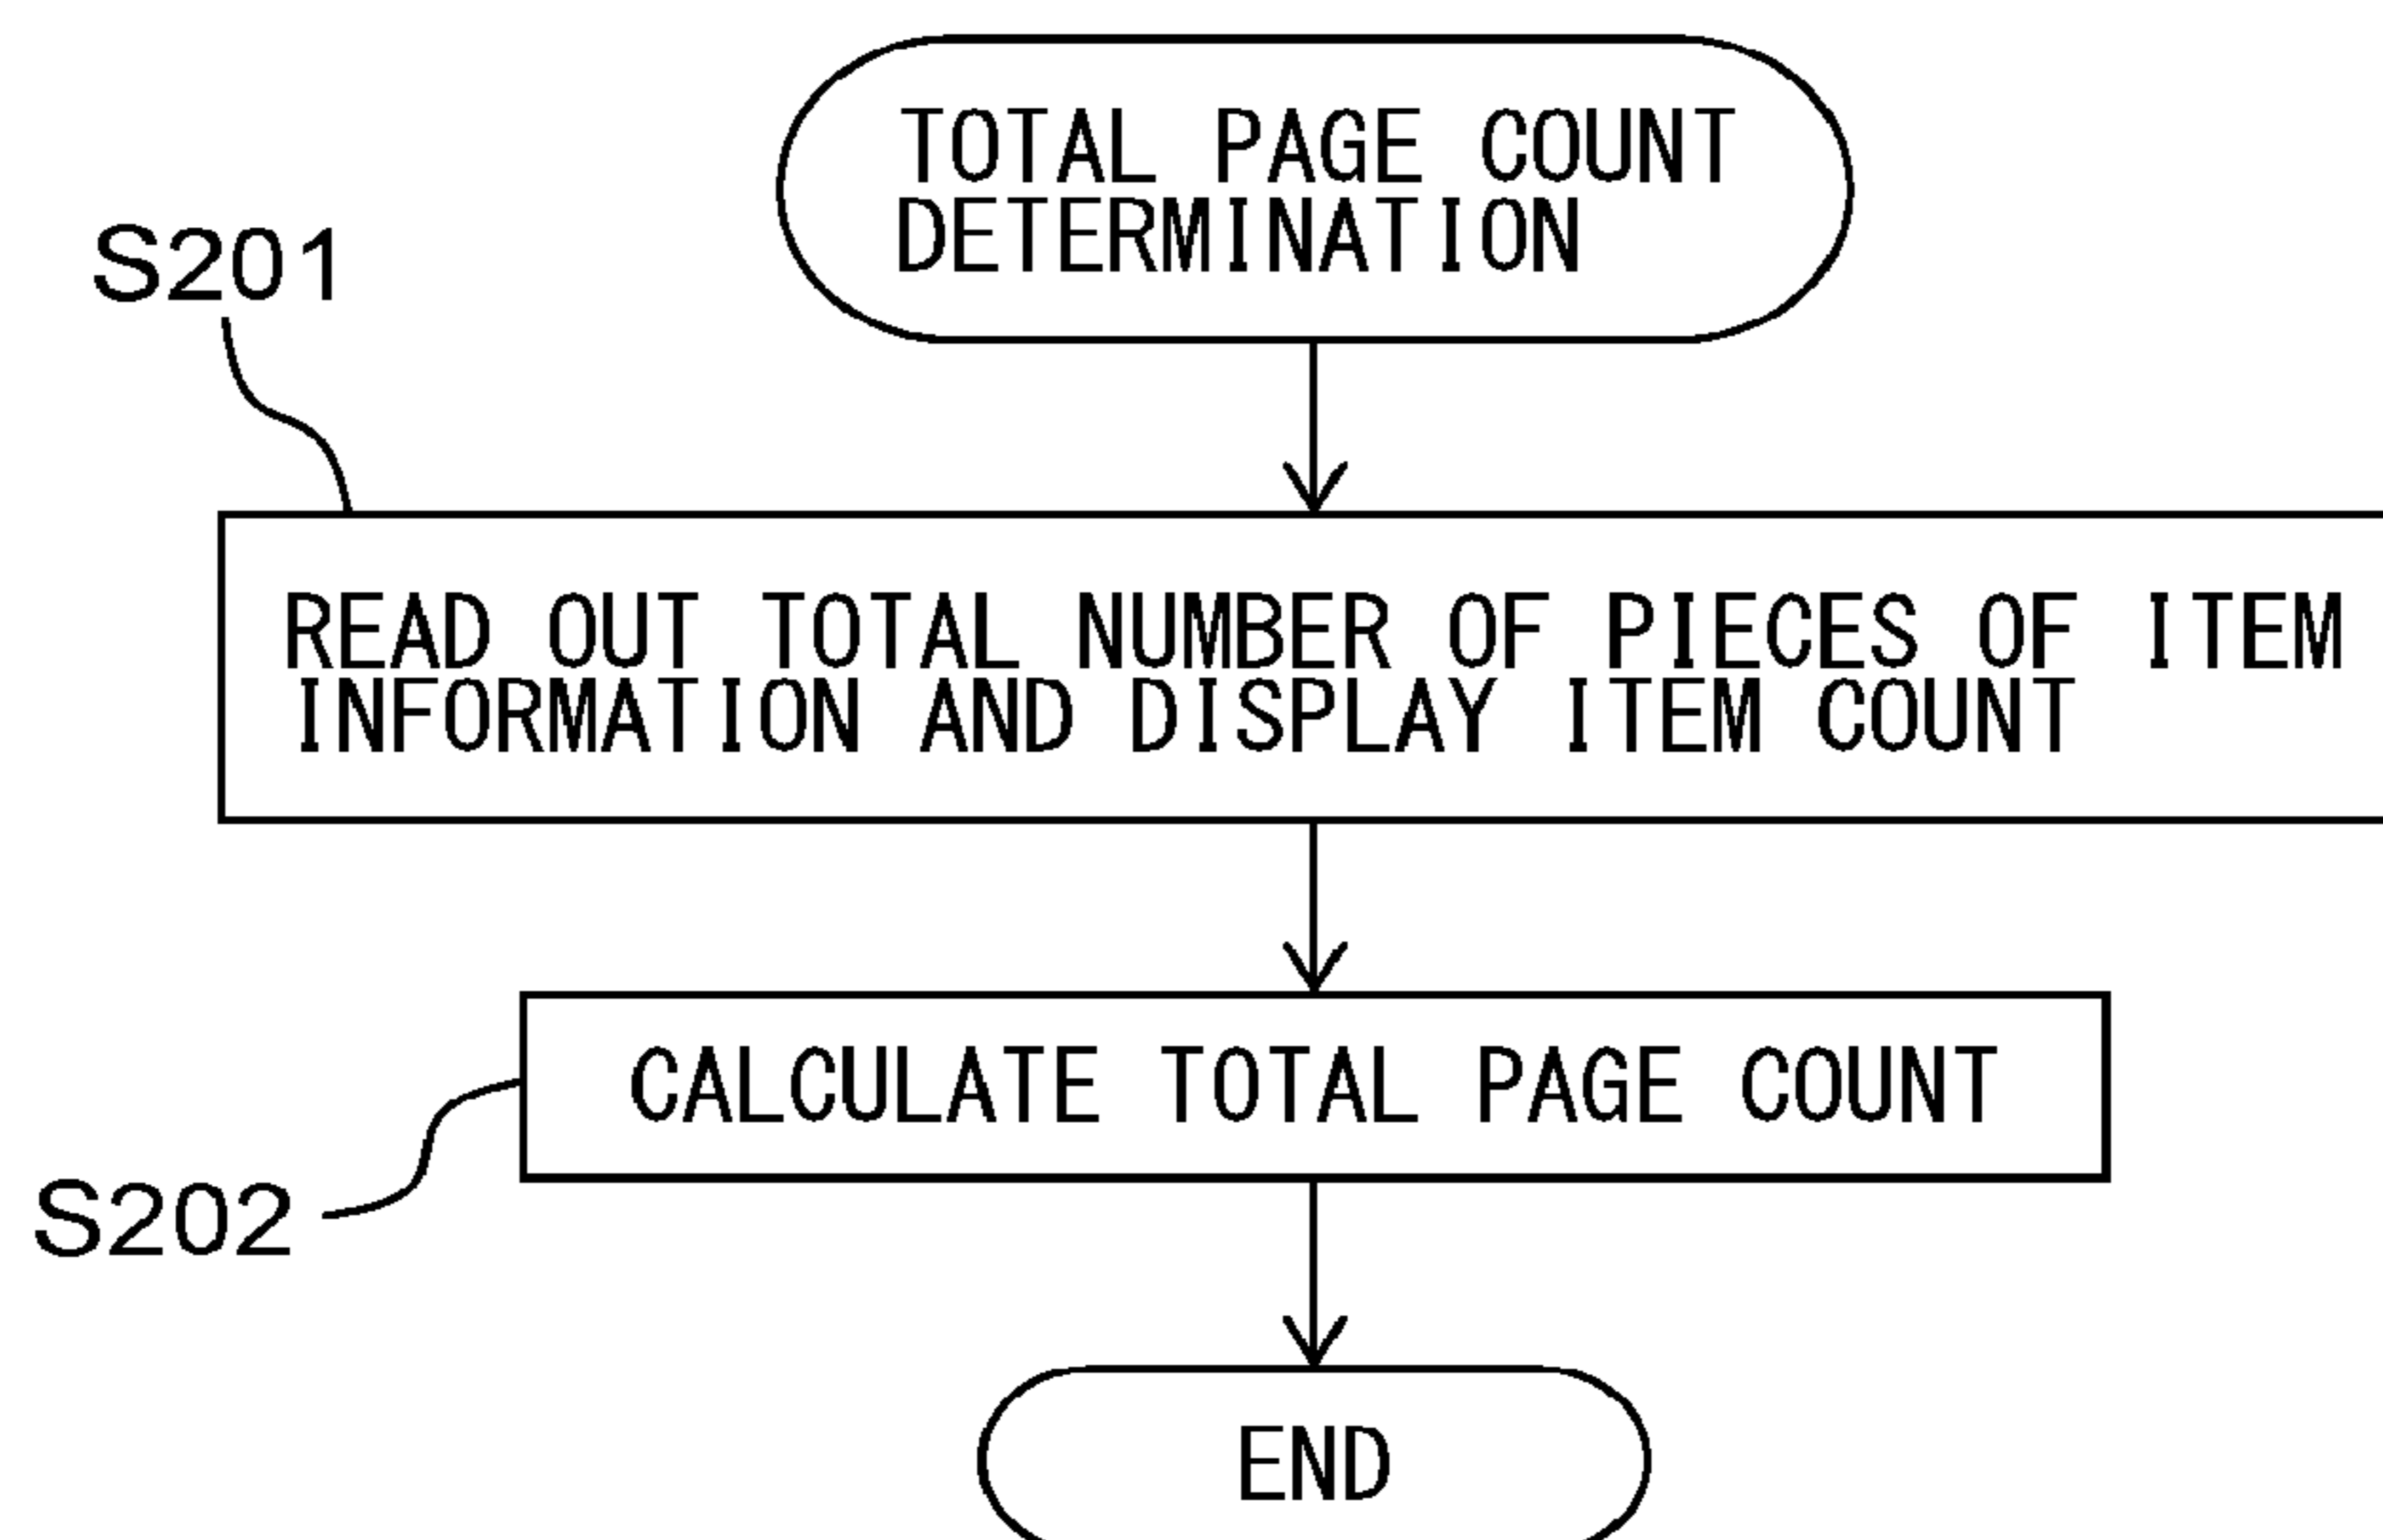 TOTAL PAGE COUNT
DETERMINATION
S201
READ OUT TOTAL NUMBER OF PIECES OF ITEM
INFORMATION AND DISPLAY ITEM COUNT
CALCULATE TOTAL PAGE COUNT
S202
END